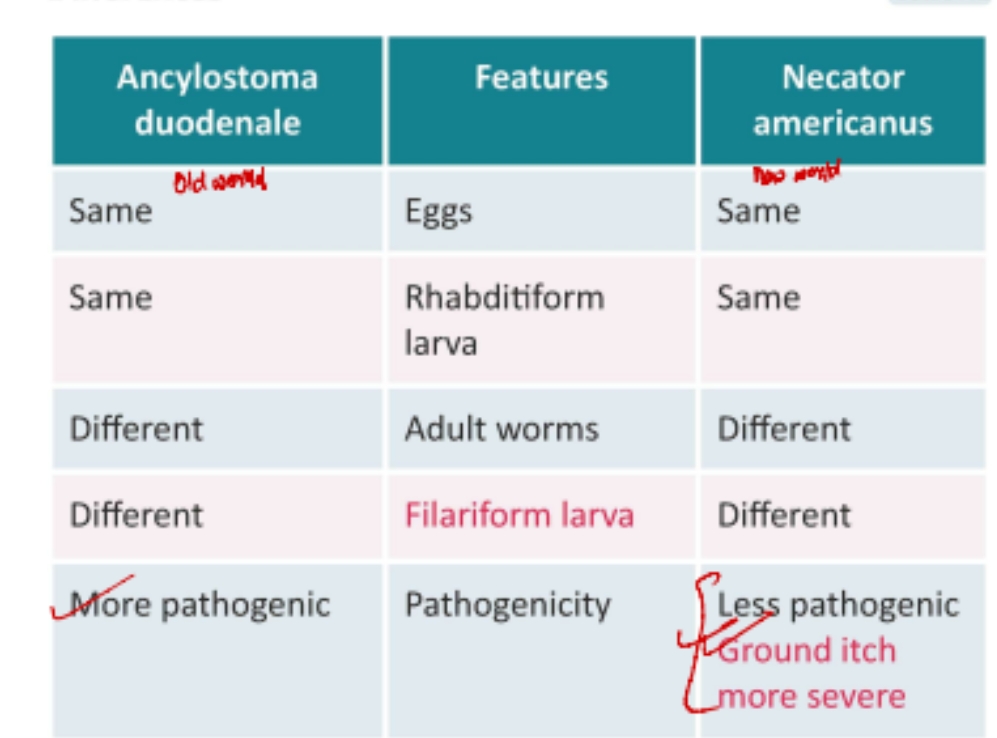 Ancylostoma duodenale Features Necator americanus
Old world new world
Same Eggs Same
Same Rhabditiform larva Same
Different Adult worms Different
Different Filariform larva Different
More pathogenic Pathogenicity Less pathogenic
Ground itch
more severe